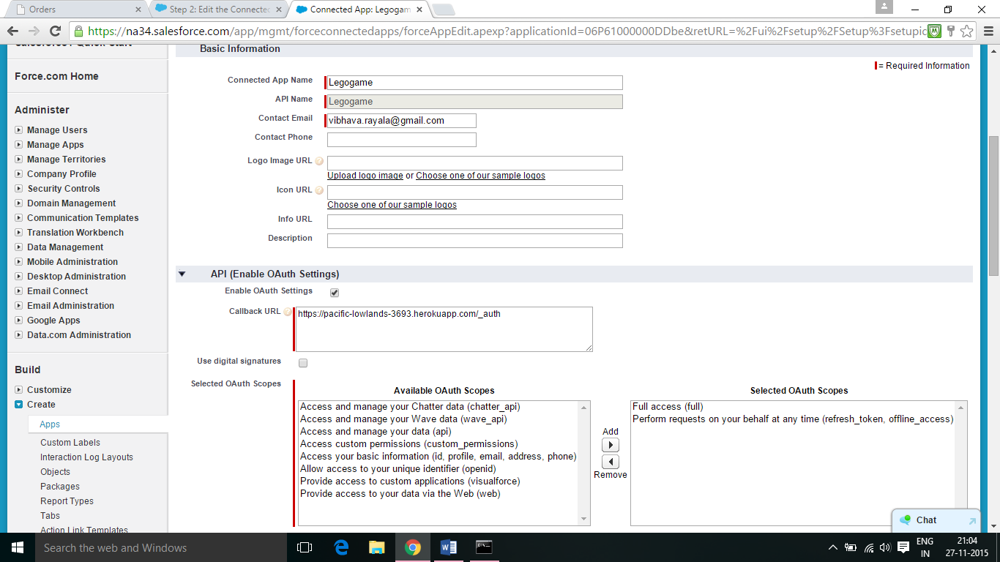 Orders
Step 2: Edit the Connecte
Connected App: Legogam
https://na34.salesforce.com/app/mgmt/forceconnectedapps/forceAppEdit.apexp?applicationId=06P61000000DDbe&retURL=%2Fui%2Fsetup%2FSetup%3Fsetupic
Salesforce1 Quick Start
Force.com Home
Administer
Manage Users
Manage Apps
Manage Territories
Company Profile
Security Controls
Domain Management
Communication Templates
Translation Workbench
Data Management
Mobile Administration
Desktop Administration
Email Connect
Email Administration
Google Apps
Data.com Administration
Build
Customize
Create
Apps
Custom Labels
Interaction Log Layouts
Objects
Packages
Report Types
Tabs
Action Link Templates
Basic Information
= Required Information
Connected App Name Legogame
API Name Legogame
Contact Email vibhava.rayala@gmail.com
Contact Phone
Logo Image URL ?
Upload logo image or Choose one of our sample logos
Icon URL ?
Choose one of our sample logos
Info URL
Description
API (Enable OAuth Settings)
Enable OAuth Settings
Callback URL ? https://pacific-lowlands-3693.herokuapp.com/_auth
Use digital signatures
Selected OAuth Scopes
Available OAuth Scopes
Access and manage your Chatter data (chatter_api)
Access and manage your Wave data (wave_api)
Access and manage your data (api)
Access custom permissions (custom_permissions)
Access your basic information (id, profile, email, address, phone)
Allow access to your unique identifier (openid)
Provide access to custom applications (visualforce)
Provide access to your data via the Web (web)
Add
Remove
Selected OAuth Scopes
Full access (full)
Perform requests on your behalf at any time (refresh_token, offline_access)
Chat
Search the web and Windows
ENG
IN
21:04
27-11-2015